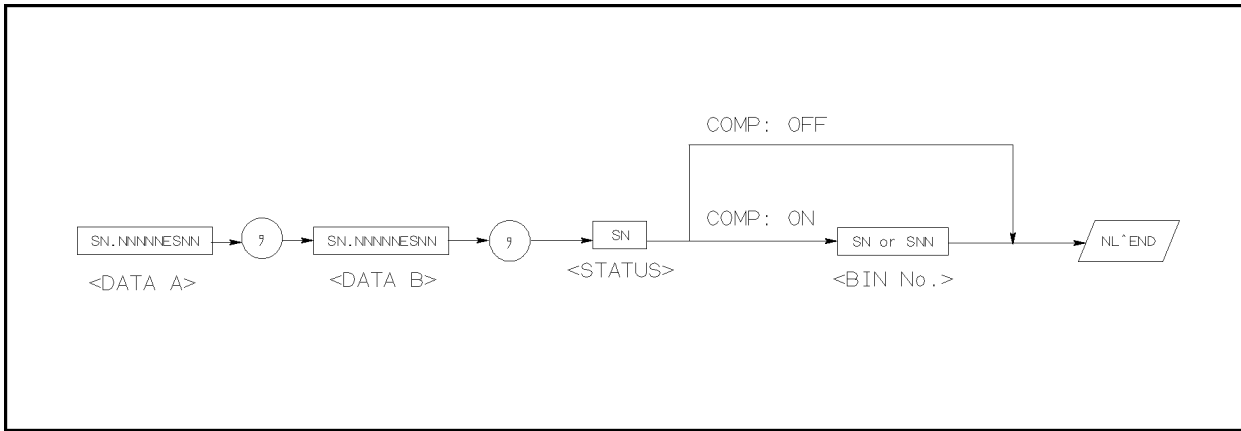 COMP: OFF
COMP: ON
SN.NNNNNESNN , SN.NNNNNESNN , SN SN or SNN NL^END
<DATA A> <DATA B> <STATUS> <BIN No.>